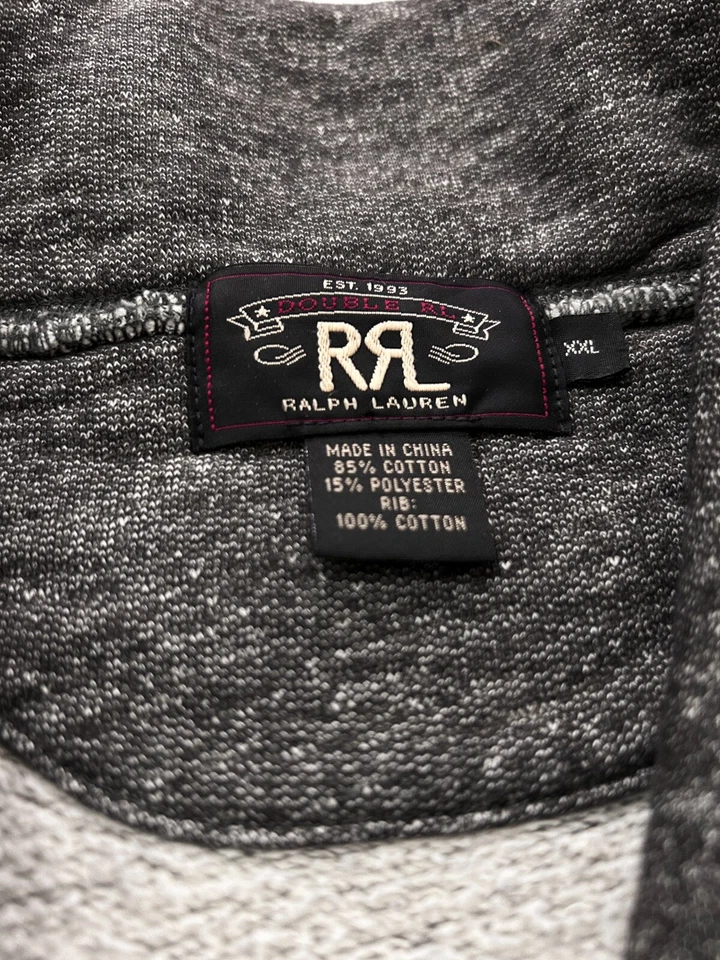 EST. 1993
DOUBLE RL
RRL
RALPH LAUREN
XXL
MADE IN CHINA
85% COTTON
15% POLYESTER
RIB:
100% COTTON